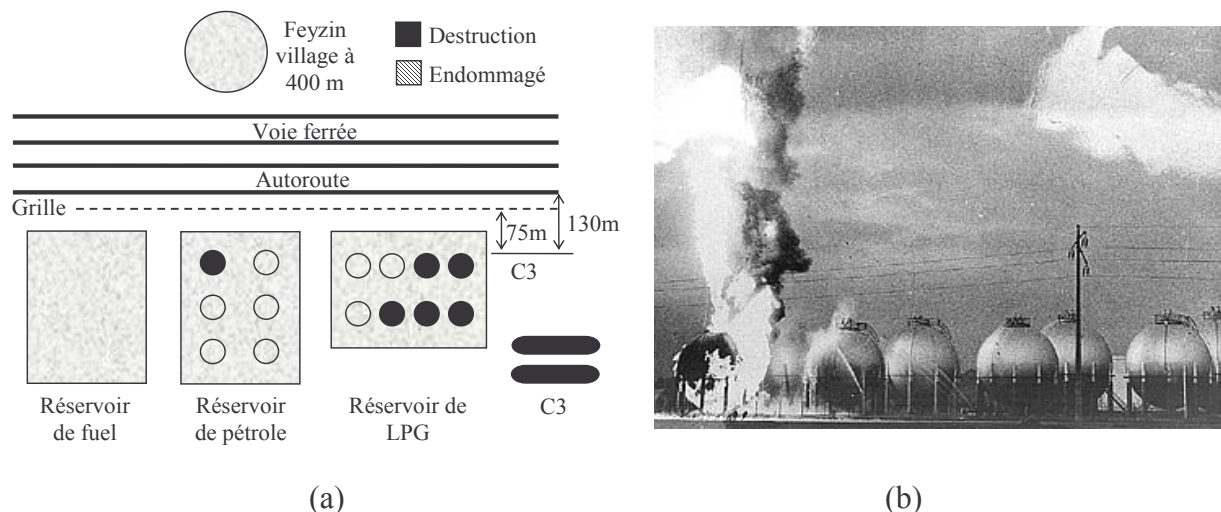 Feyzin
village à
400 m
Destruction
Endommagé
Voie ferrée
Autoroute
Grille
75m
130m
C3
C3
Réservoir
de fuel
Réservoir
de pétrole
Réservoir de
LPG
(a)
(b)